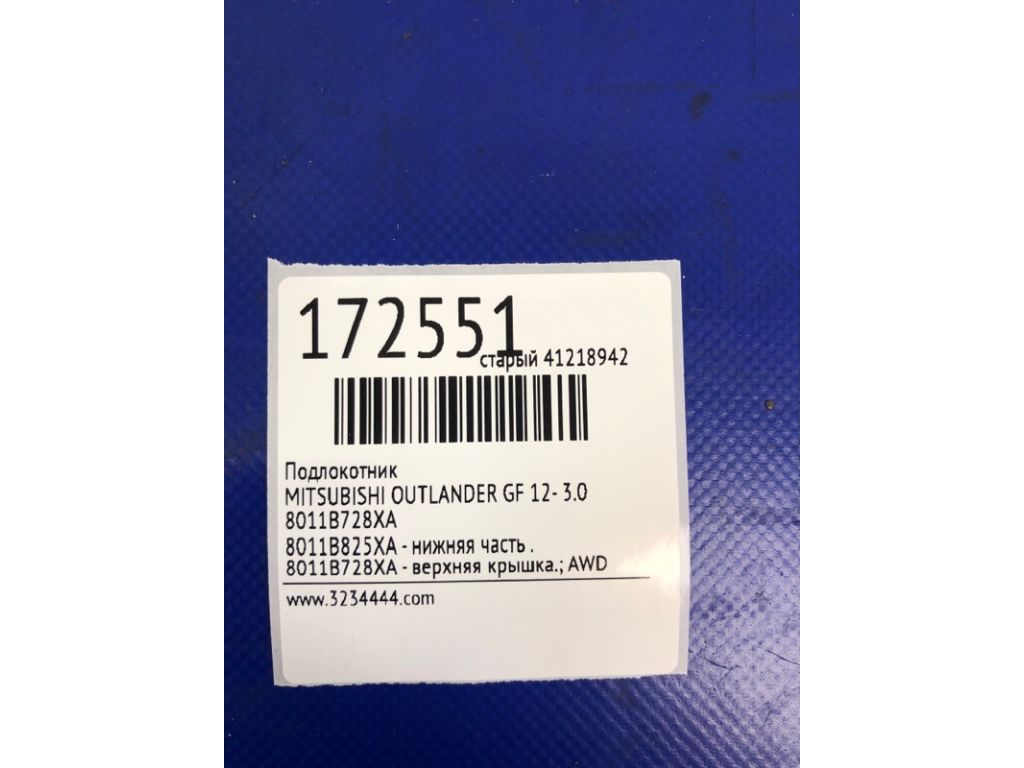 172551
старый 41218942
Подлокотник
MITSUBISHI OUTLANDER GF 12- 3.0
8011B728XA
8011B825XA - нижняя часть .
8011B728XA - верхняя крышка.; AWD
www.3234444.com